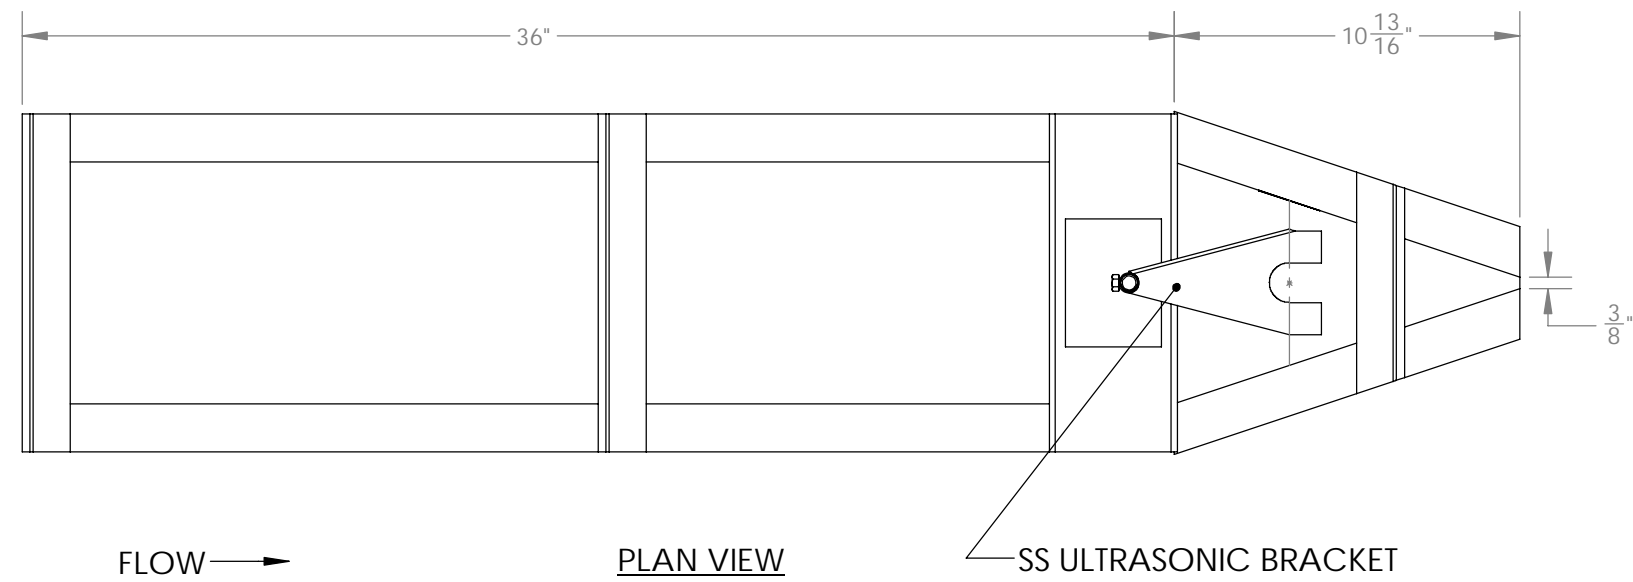 36"
10 13/16"
3/8"
FLOW
PLAN VIEW
SS ULTRASONIC BRACKET